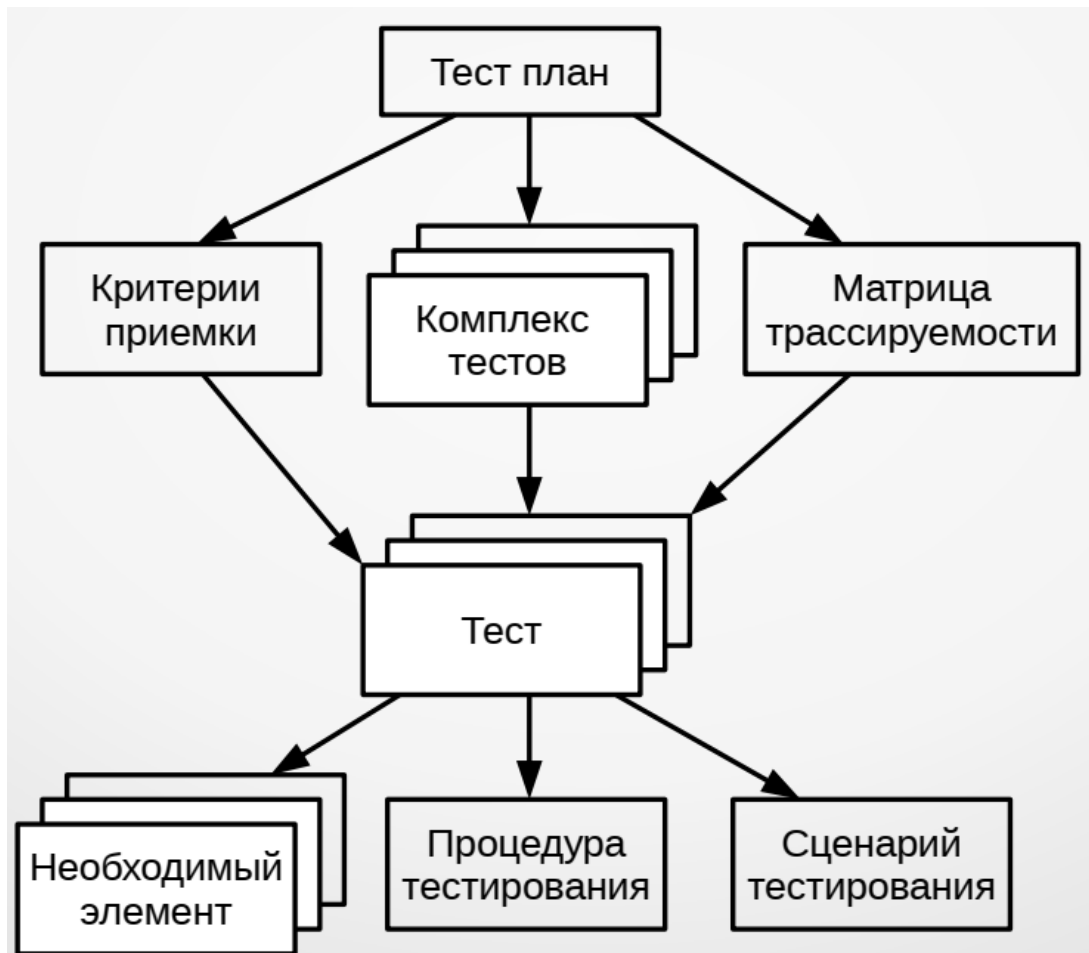 Тест план
Критерии
приемки
Комплекс
тестов
Матрица
трассируемости
Тест
Необходимый
элемент
Процедура
тестирования
Сценарий
тестирования